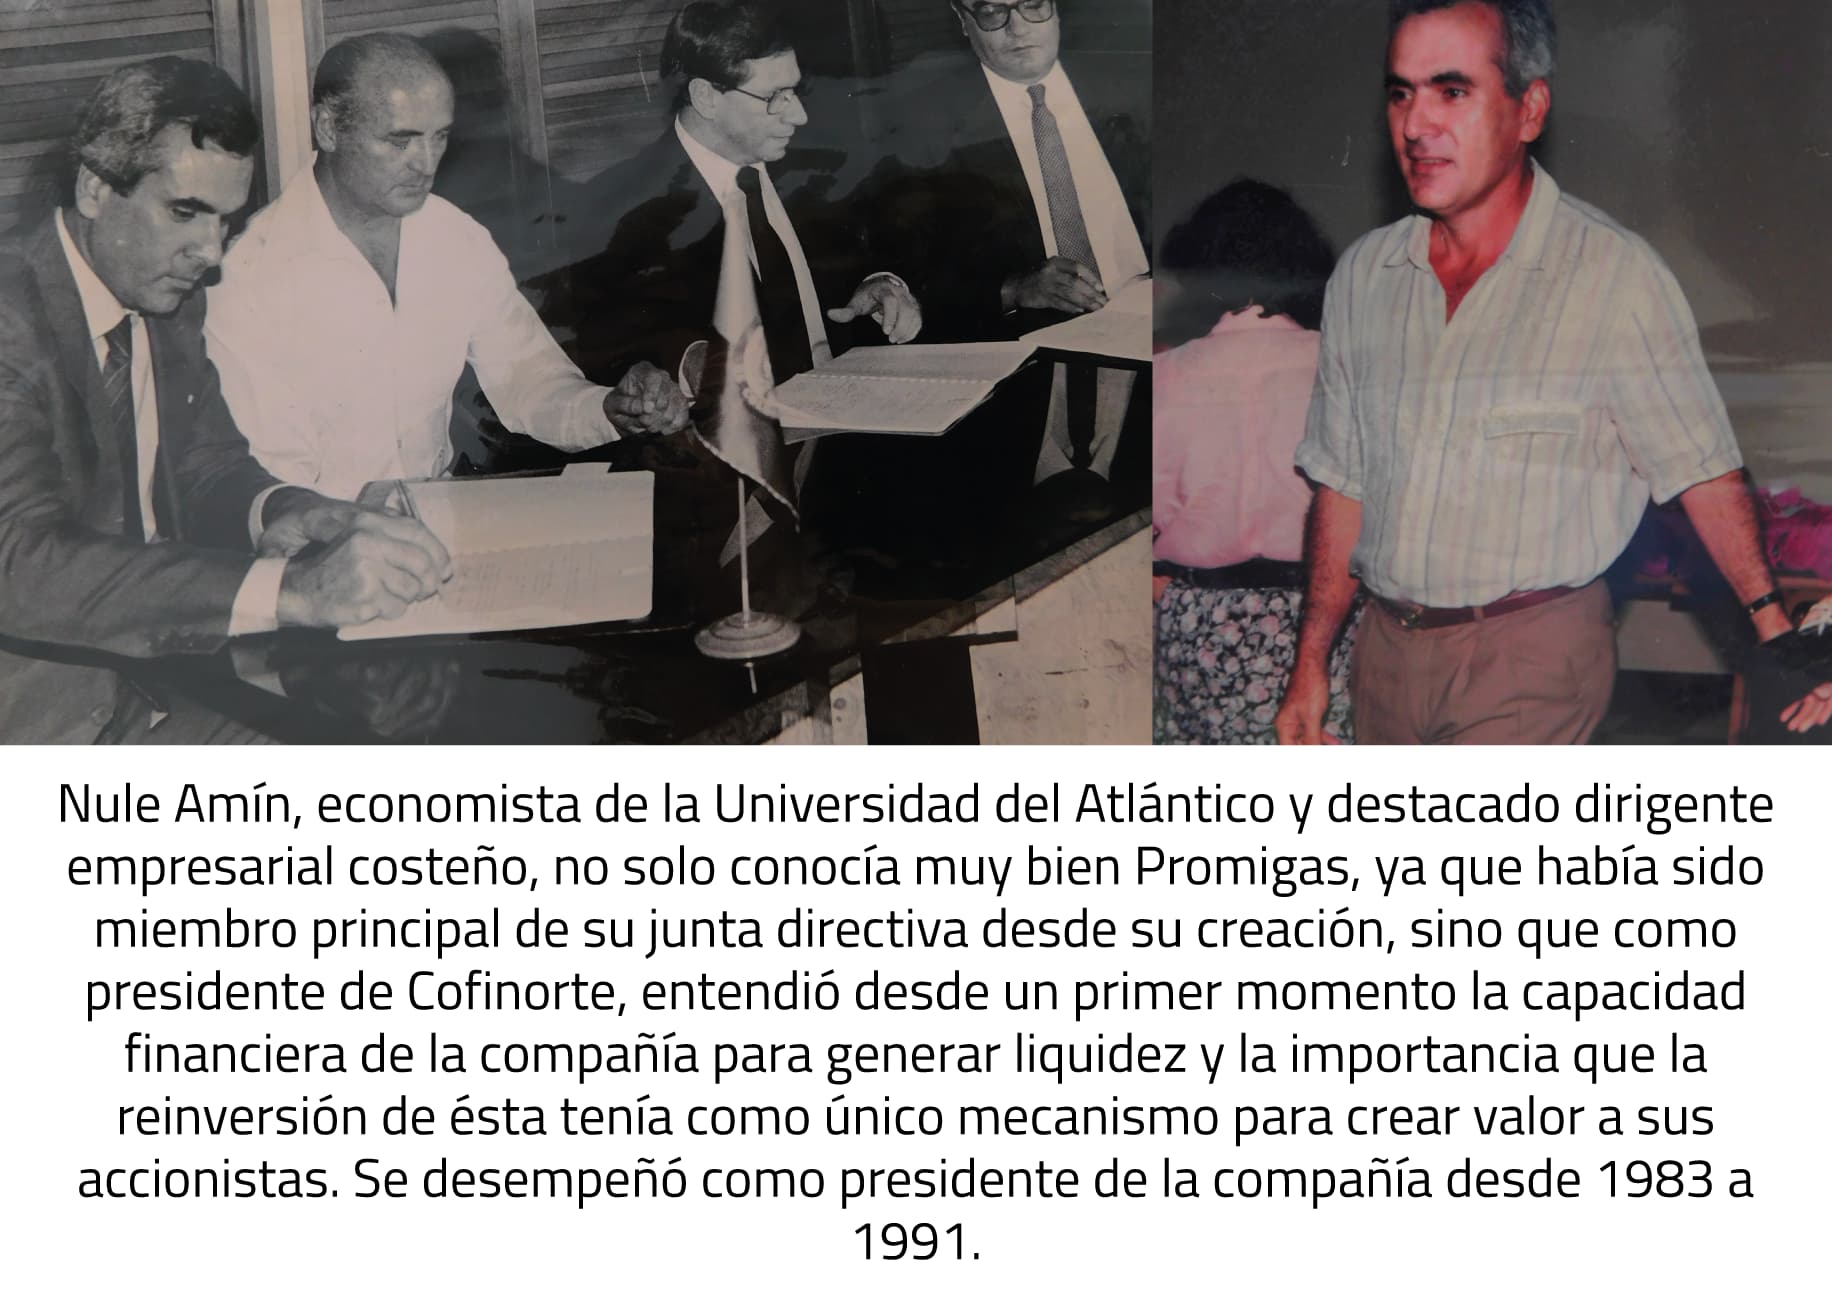 Nule Amín, economista de la Universidad del Atlántico y destacado dirigente
empresarial costeño, no solo conocía muy bien Promigas, ya que había sido
miembro principal de su junta directiva desde su creación, sino que como
presidente de Cofinorte, entendió desde un primer momento la capacidad
financiera de la compañía para generar liquidez y la importancia que la
reinversión de ésta tenía como único mecanismo para crear valor a sus
accionistas. Se desempeñó como presidente de la compañía desde 1983 a
1991.